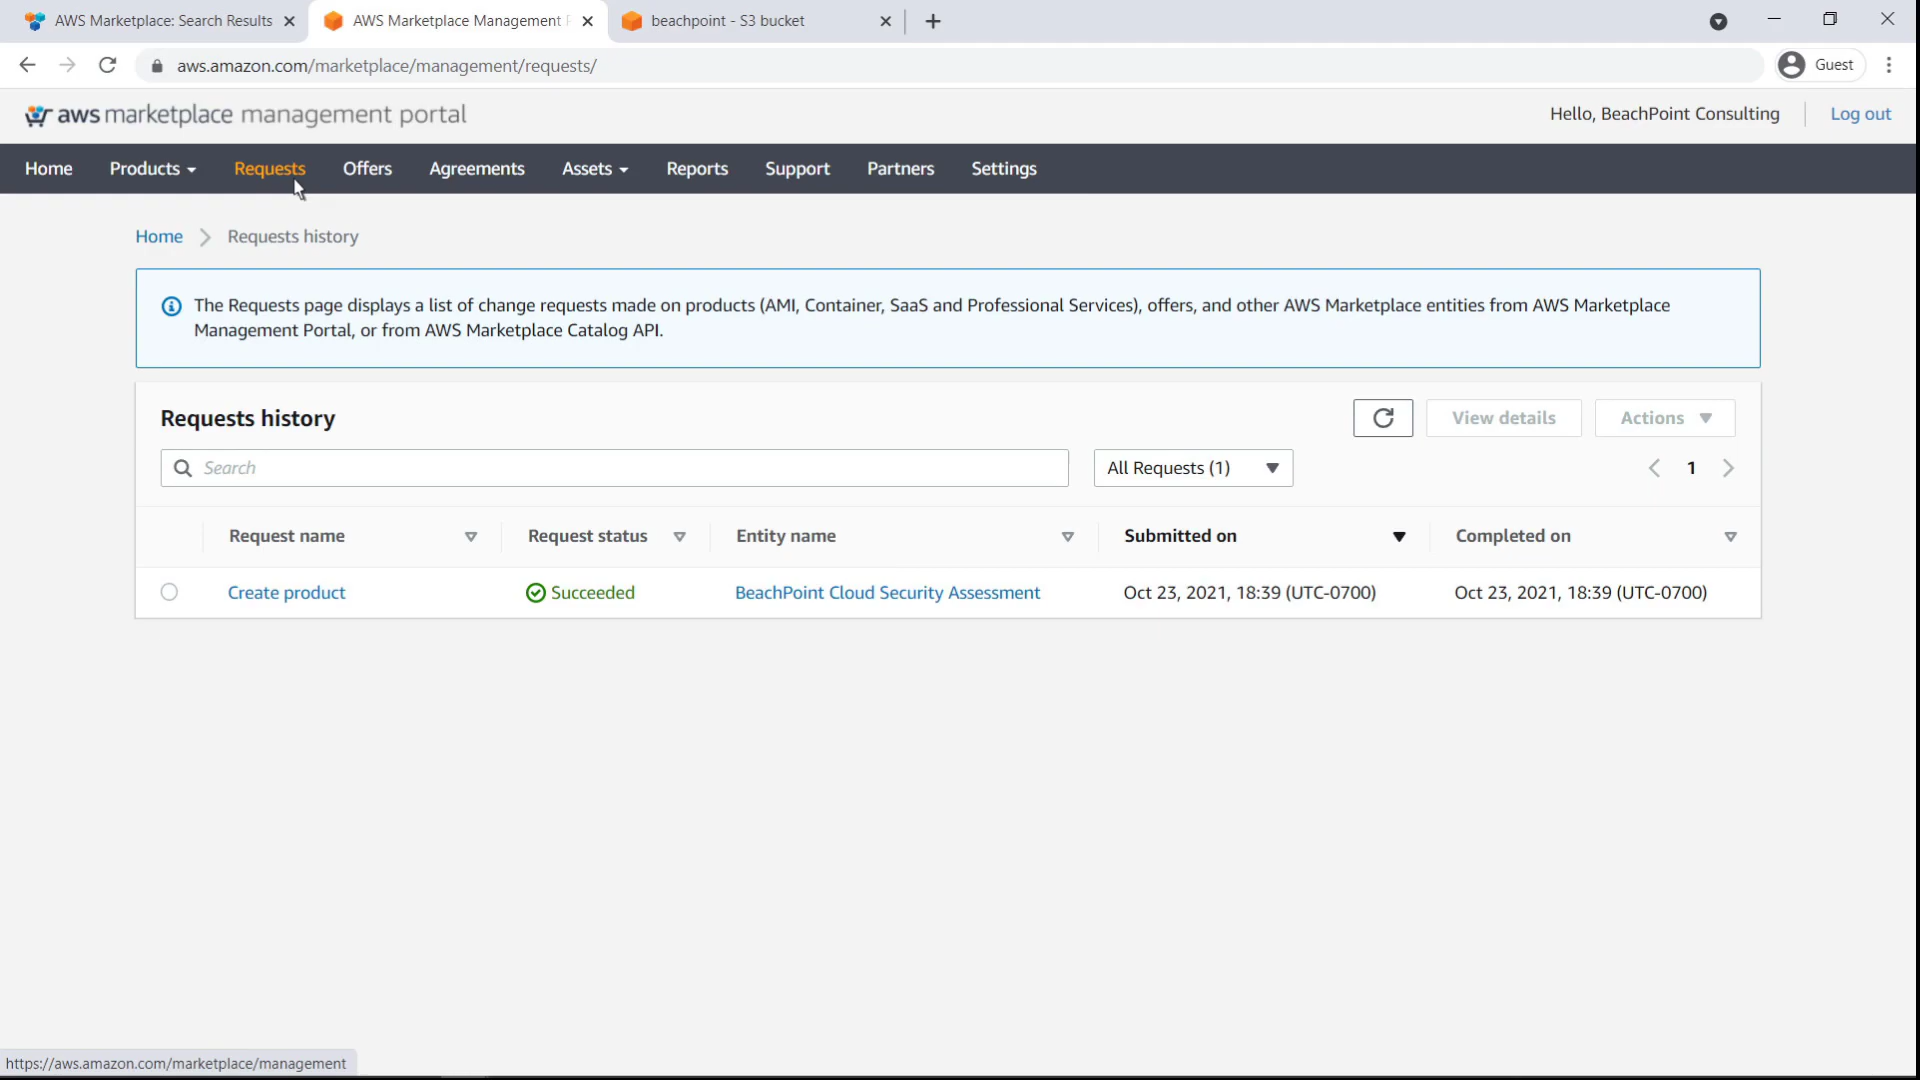 AWS Marketplace: Search Results
AWS Marketplace Management
beachpoint - S3 bucket
aws.amazon.com/marketplace/management/requests/
Guest
aws marketplace management portal
Hello, BeachPoint Consulting
Log out
Home
Products
Requests
Offers
Agreements
Assets
Reports
Support
Partners
Settings
Home
Requests history
The Requests page displays a list of change requests made on products (AMI, Container, SaaS and Professional Services), offers, and other AWS Marketplace entities from AWS Marketplace
Management Portal, or from AWS Marketplace Catalog API.
Requests history
View details
Actions
Search
All Requests (1)
1
Request name
Request status
Entity name
Submitted on
Completed on
Create product
Succeeded
BeachPoint Cloud Security Assessment
Oct 23, 2021, 18:39 (UTC-0700)
Oct 23, 2021, 18:39 (UTC-0700)
https://aws.amazon.com/marketplace/management